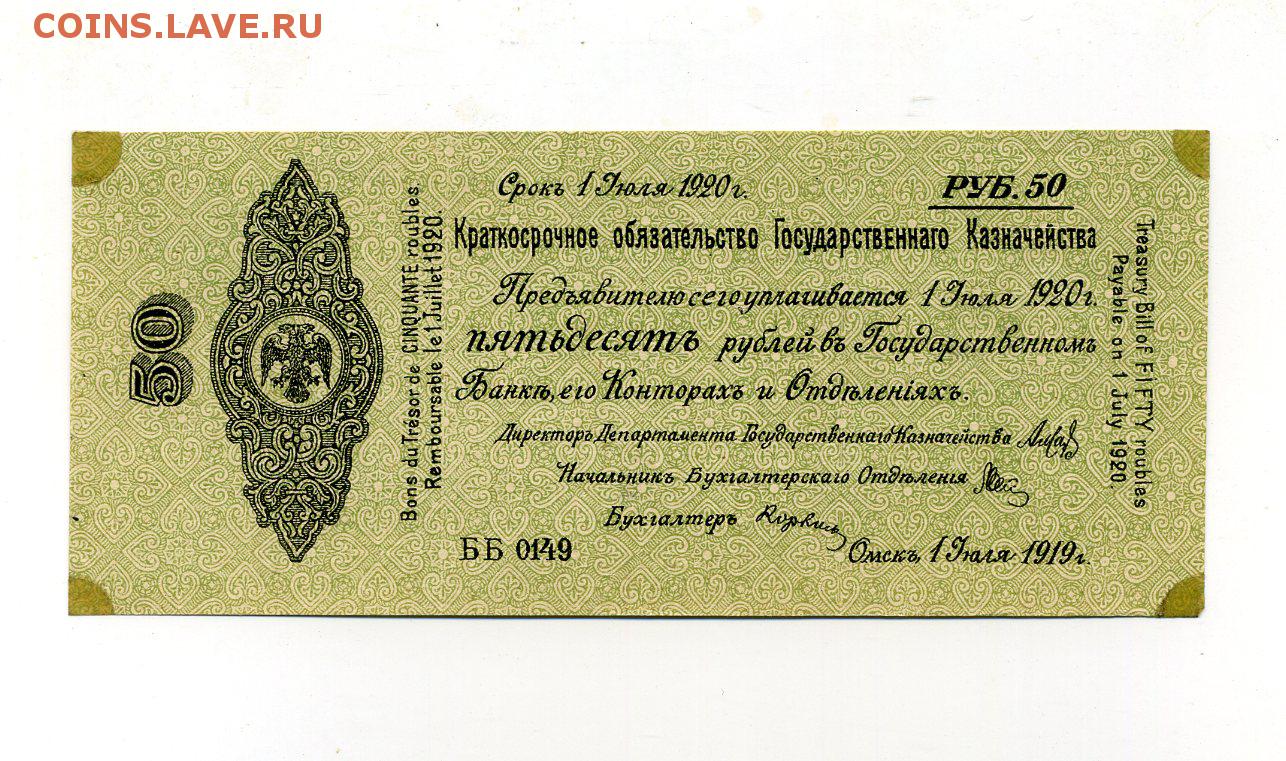 COINS.LAVE.RU
50
Bons du Trésor de CINQUANTE roubles
Remboursable le 1 Juillet 1920.
Срокъ 1 Іюля 1920 г.
РУБ. 50
Краткосрочное обязательство Государственнаго Казначейства
Предъявителю сего уплачивается 1 Іюля 1920 г.
пятьдесятъ рублей въ Государственномъ
Банкѣ, его Конторахъ и Отдѣленіяхъ.
Директоръ Департамента Государственнаго Казначейства
Начальникъ Бухгалтерскаго Отдѣленія
Бухгалтеръ
ББ 0149
Омскъ, 1 Іюля 1919 г.
Treasury Bill of FIFTY roubles
Payable on 1 July 1920